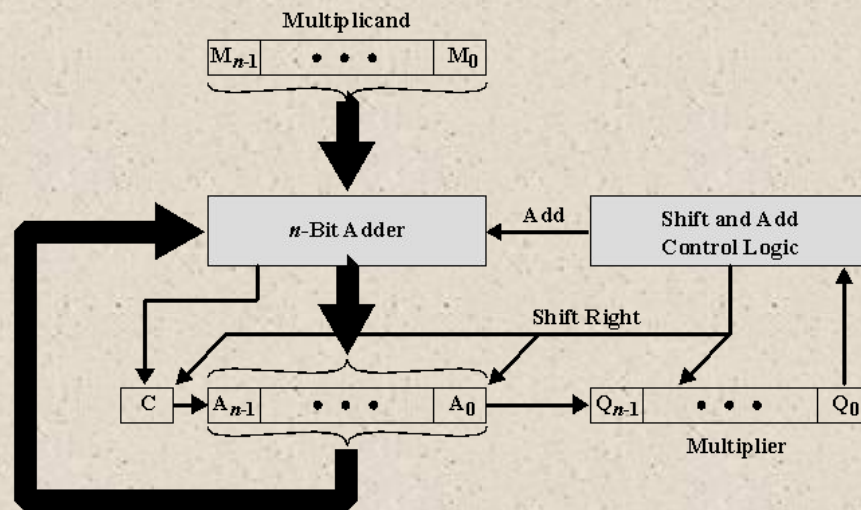 Multiplicand
Mn-1 • • • M0
n-Bit Adder
Add
Shift and Add
Control Logic
Shift Right
C
An-1 • • • A0
Qn-1 • • • Q0
Multiplier